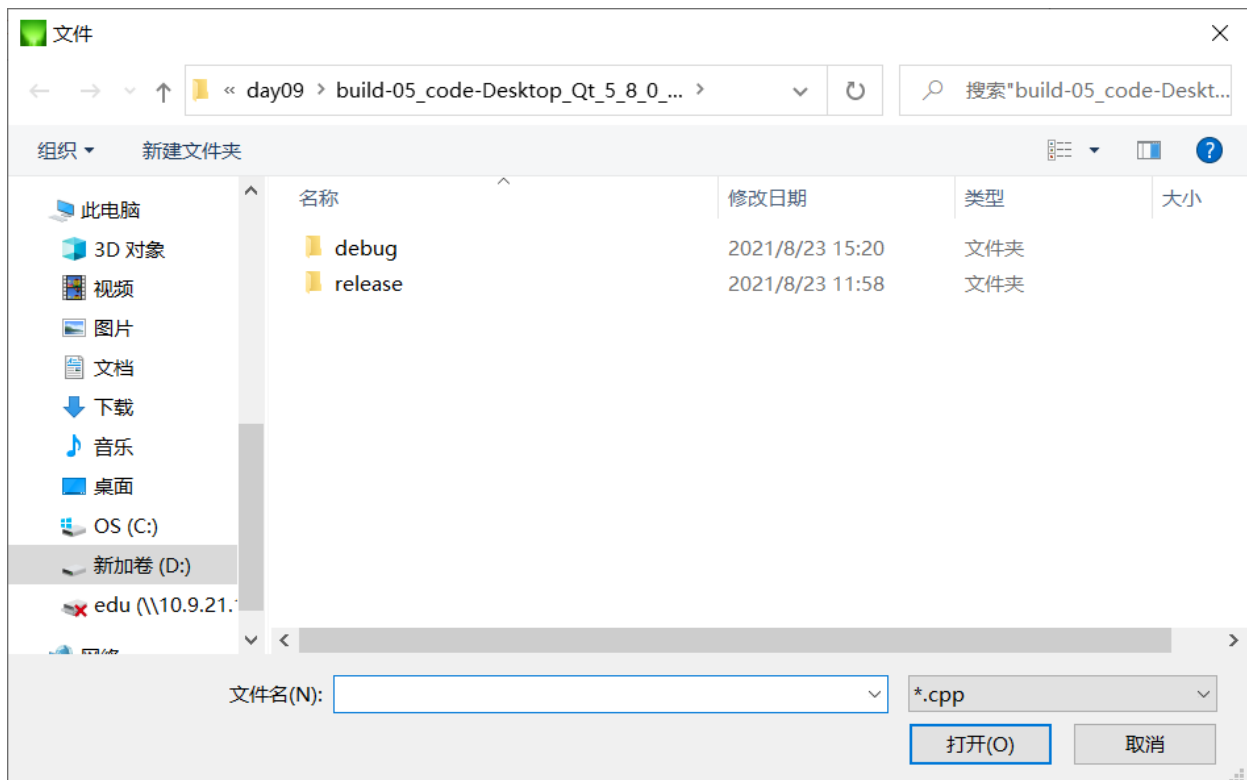 文件
« day09 > build-05_code-Desktop_Qt_5_8_0_... >
搜索"build-05_code-Deskt...
组织
新建文件夹
名称 修改日期 类型 大小
debug 2021/8/23 15:20 文件夹
release 2021/8/23 11:58 文件夹
此电脑
3D 对象
视频
图片
文档
下载
音乐
桌面
OS (C:)
新加卷 (D:)
edu (\\10.9.21.
网络
文件名(N):
*.cpp
打开(O)
取消